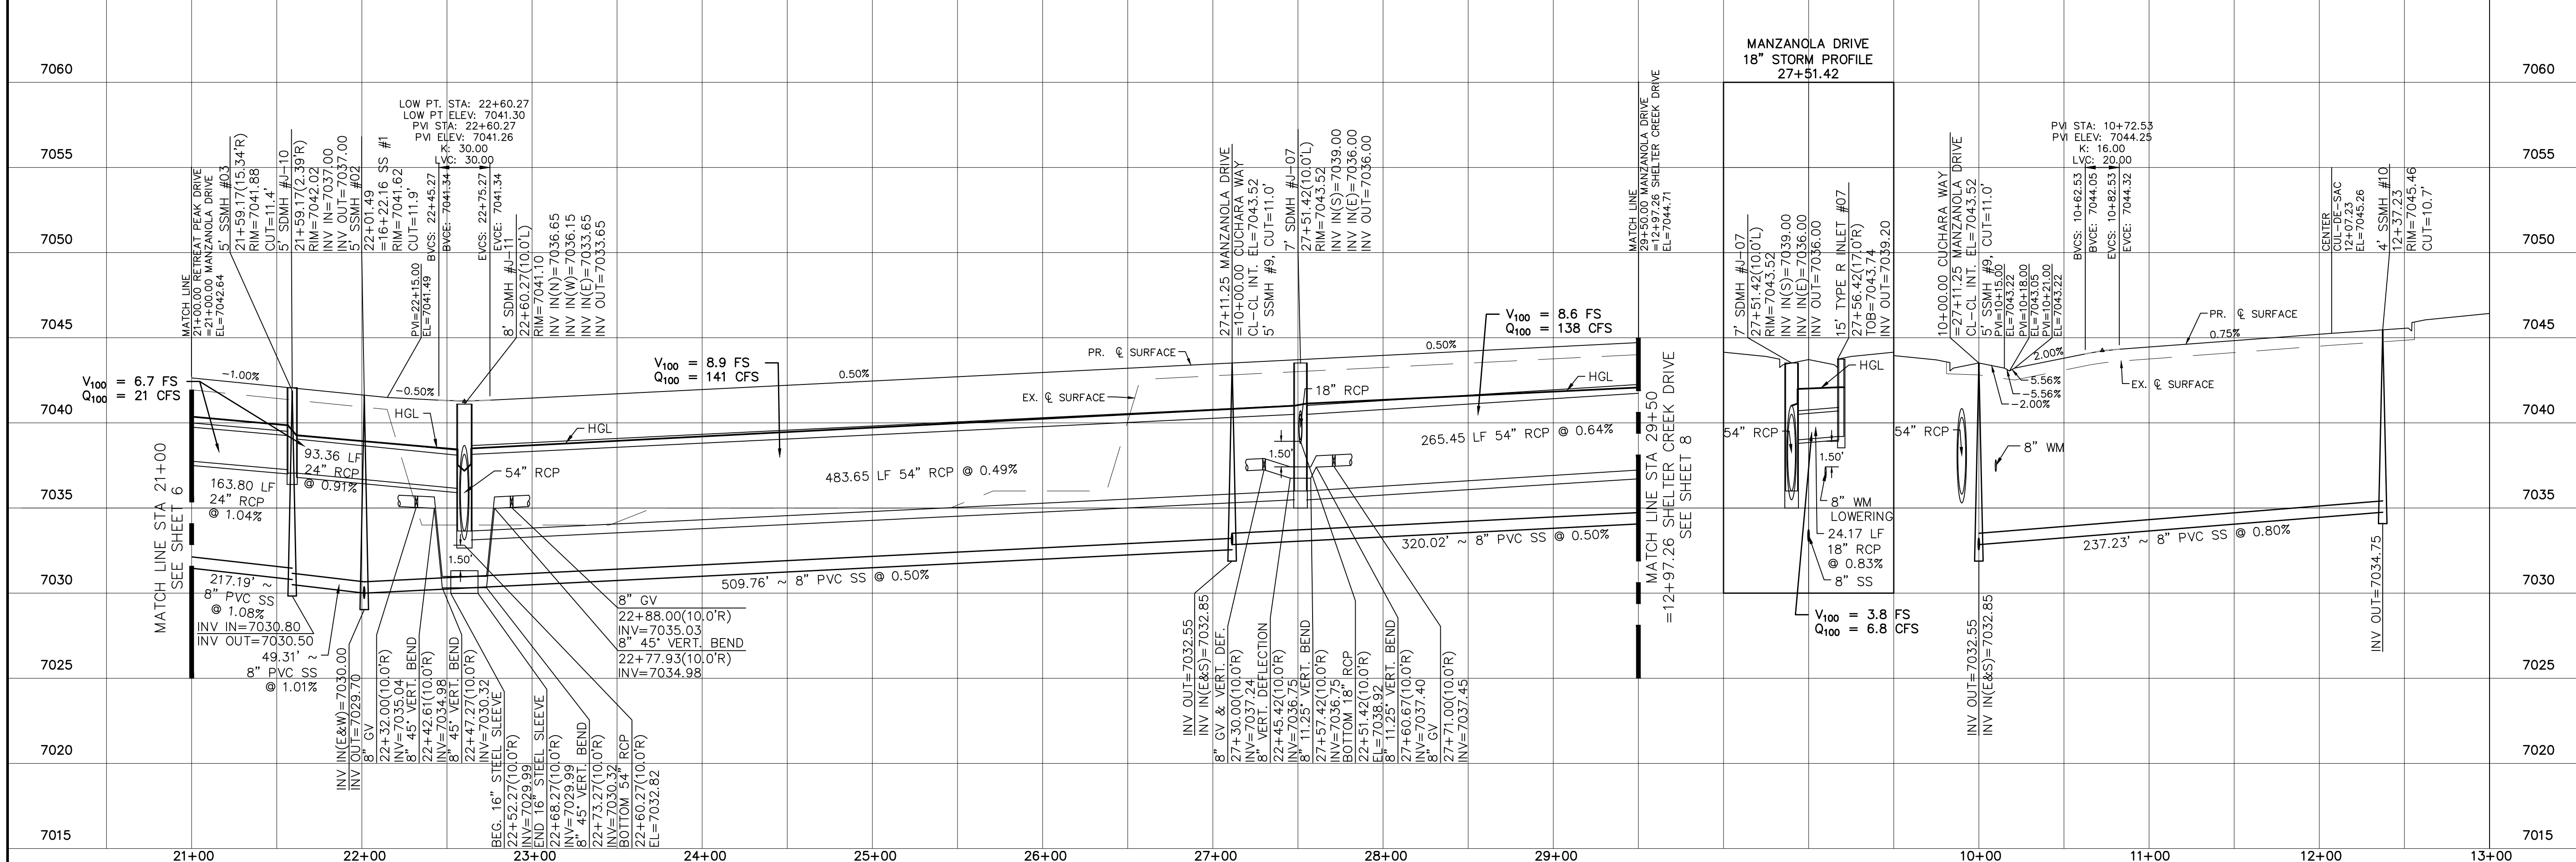 7060
7055
7050
7045
7040
7035
7030
7025
7020
7015
MATCH LINE
21+00.00 RETREAT PEAK DRIVE
=21+00.00 MANZANOLA DRIVE
EL=7042.64
5' SSMH #03
21+59.17(15.34'R)
RIM=7041.88
CUT=11.4'
5' SDMH #J-10
21+59.17(2.39'R)
RIM=7042.02
INV IN=7037.00
INV OUT=7037.00
5' SSMH #02
22+01.49
=16+22.16 SS #1
RIM=7041.62
CUT=11.9'
PVI=22+15.00
EL=7041.49
LOW PT. STA: 22+60.27
LOW PT ELEV: 7041.30
PVI STA: 22+60.27
PVI ELEV: 7041.26
K: 30.00
LVC: 30.00
BVCS: 22+45.27
BVCE: 7041.34
EVCS: 22+75.27
EVCE: 7041.34
8' SDMH #J-11
22+60.27(10.0'L)
RIM=7041.10
INV IN(N)=7036.65
INV IN(W)=7036.15
INV IN(E)=7033.65
INV OUT=7033.65
V100 = 6.7 FS
Q100 = 21 CFS
-1.00%
-0.50%
HGL
HGL
V100 = 8.9 FS
Q100 = 141 CFS
0.50%
EX. ℄ SURFACE
PR. ℄ SURFACE
27+11.25 MANZANOLA DRIVE
=10+00.00 CUCHARA WAY
CL-CL INT. EL=7043.52
5' SSMH #9, CUT=11.0'
7' SDMH #J-07
27+51.42(10.0'L)
RIM=7043.52
INV IN(S)=7039.00
INV IN(E)=7036.00
INV OUT=7036.00
V100 = 8.6 FS
Q100 = 138 CFS
0.50%
HGL
18" RCP
MATCH LINE
29+50.00 MANZANOLA DRIVE
=12+97.26 SHELTER CREEK DRIVE
EL=7044.71
MATCH LINE STA 21+00
SEE SHEET 6
163.80 LF
24" RCP
@ 1.04%
93.36 LF
24" RCP
@ 0.91%
54" RCP
483.65 LF 54" RCP @ 0.49%
265.45 LF 54" RCP @ 0.64%
1.50'
1.50'
217.19' ~
8" PVC SS
@ 1.08%
INV IN=7030.80
INV OUT=7030.50
49.31' ~
8" PVC SS
@ 1.01%
509.76' ~ 8" PVC SS @ 0.50%
320.02' ~ 8" PVC SS @ 0.50%
MATCH LINE STA 29+50
=12+97.26 SHELTER CREEK DRIVE
SEE SHEET 8
INV IN(E&W)=7030.00
INV OUT=7029.70
8" GV
22+32.00(10.0'R)
INV=7035.04
8" 45° VERT. BEND
22+42.61(10.0'R)
INV=7034.98
8" 45° VERT. BEND
22+47.27(10.0'R)
INV=7030.32
BEG. 16" STEEL SLEEVE
22+52.27(10.0'R)
INV=7029.99
END 16" STEEL SLEEVE
22+68.27(10.0'R)
INV=7029.99
8" 45° VERT. BEND
22+73.27(10.0'R)
INV=7030.32
BOTTOM 54" RCP
22+60.27(10.0'R)
EL=7032.82
8" GV
22+88.00(10.0'R)
INV=7035.03
8" 45° VERT. BEND
22+77.93(10.0'R)
INV=7034.98
INV OUT=7032.55
INV IN(E&S)=7032.85
8" GV & VERT. DEF.
27+30.00(10.0'R)
INV=7037.24
8" VERT. DEFLECTION
22+45.42(10.0'R)
INV=7036.75
8" 11.25° VERT. BEND
27+57.42(10.0'R)
INV=7036.75
BOTTOM 18" RCP
22+51.42(10.0'R)
EL=7038.92
8" 11.25° VERT. BEND
27+60.67(10.0'R)
INV=7037.40
8" GV
27+71.00(10.0'R)
INV=7037.45
MANZANOLA DRIVE
18" STORM PROFILE
27+51.42
7' SDMH #J-07
27+51.42(10.0'L)
RIM=7043.52
INV IN(S)=7039.00
INV IN(E)=7036.00
INV OUT=7036.00
15' TYPE R INLET #07
27+56.42(17.0'R)
TOB=7043.74
INV OUT=7039.20
HGL
54" RCP
1.50'
8" WM
LOWERING
24.17 LF
18" RCP
@ 0.83%
8" SS
V100 = 3.8 FS
Q100 = 6.8 CFS
10+00.00 CUCHARA WAY
=27+11.25 MANZANOLA DRIVE
CL-CL INT. EL=7043.52
5' SSMH #9, CUT=11.0'
PVI=10+15.00
EL=7043.22
PVI=10+18.00
EL=7043.05
PVI=10+21.00
EL=7043.22
PVI STA: 10+72.53
PVI ELEV: 7044.25
K: 16.00
LVC: 20.00
BVCS: 10+62.53
BVCE: 7044.05
EVCS: 10+82.53
EVCE: 7044.32
CENTER
CUL-DE-SAC
12+07.23
EL=7045.26
4' SSMH #10
12+37.23
RIM=7045.46
CUT=10.7'
PR. ℄ SURFACE
0.75%
2.00%
-5.56%
-5.56%
-2.00%
EX. ℄ SURFACE
54" RCP
8" WM
237.23' ~ 8" PVC SS @ 0.80%
INV OUT=7032.55
INV IN(E&S)=7032.85
INV OUT=7034.75
7060
7055
7050
7045
7040
7035
7030
7025
7020
7015
21+00
22+00
23+00
24+00
25+00
26+00
27+00
28+00
29+00
10+00
11+00
12+00
13+00